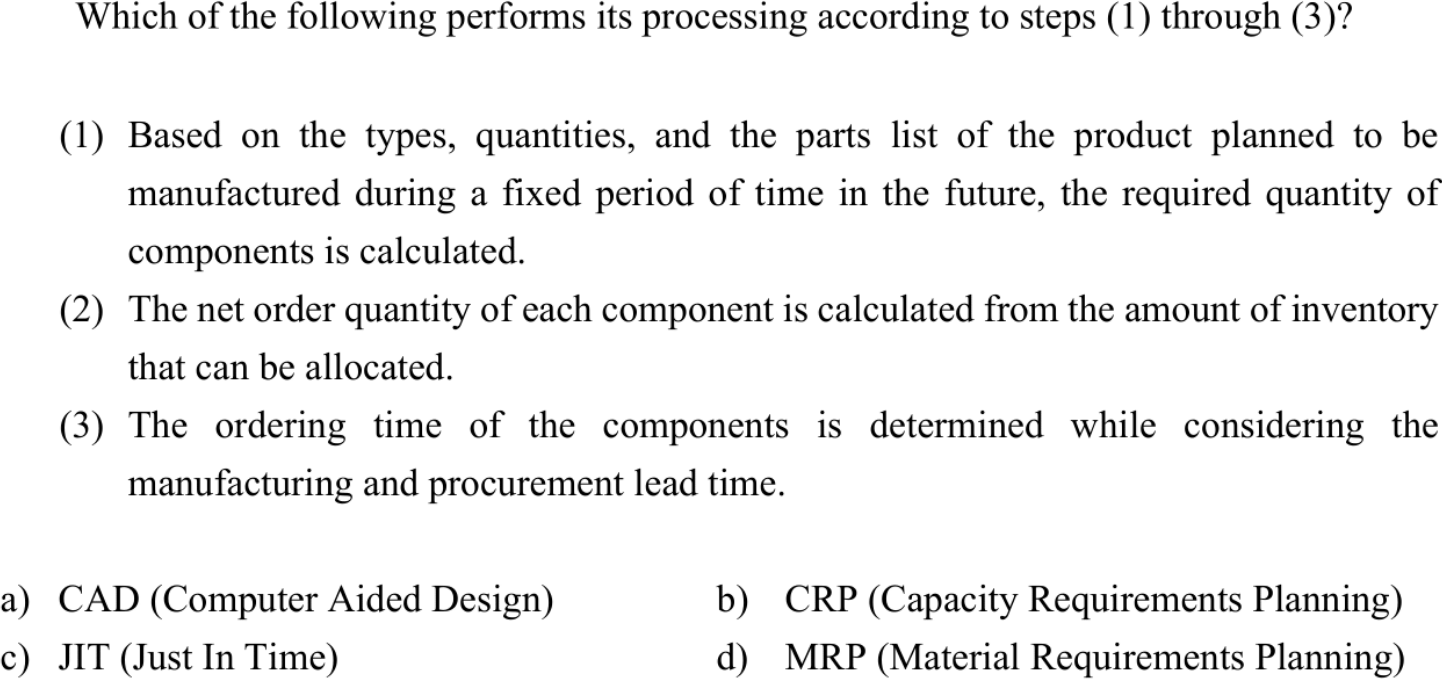 Which of the following performs its processing according to steps (1) through (3)?
(1) Based on the types, quantities, and the parts list of the product planned to be
manufactured during a fixed period of time in the future, the required quantity of
components is calculated.
(2) The net order quantity of each component is calculated from the amount of inventory
that can be allocated.
(3) The ordering time of the components is determined while considering the
manufacturing and procurement lead time.
a) CAD (Computer Aided Design) b) CRP (Capacity Requirements Planning)
c) JIT (Just In Time) d) MRP (Material Requirements Planning)